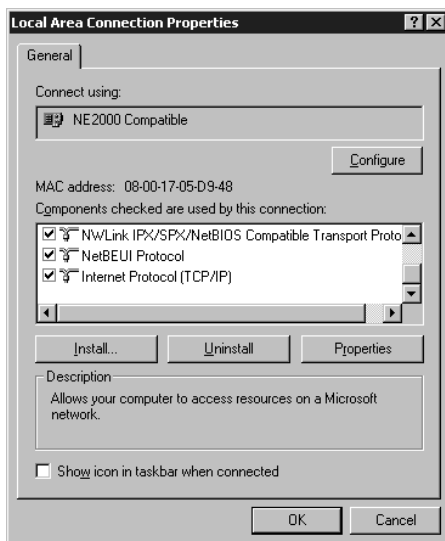 Local Area Connection Properties
General
Connect using:
NE2000 Compatible
Configure
MAC address: 08-00-17-05-D9-48
Components checked are used by this connection:
NWLink IPX/SPX/NetBIOS Compatible Transport Proto
NetBEUI Protocol
Internet Protocol (TCP/IP)
Install... Uninstall Properties
Description
Allows your computer to access resources on a Microsoft
network.
Show icon in taskbar when connected
OK Cancel